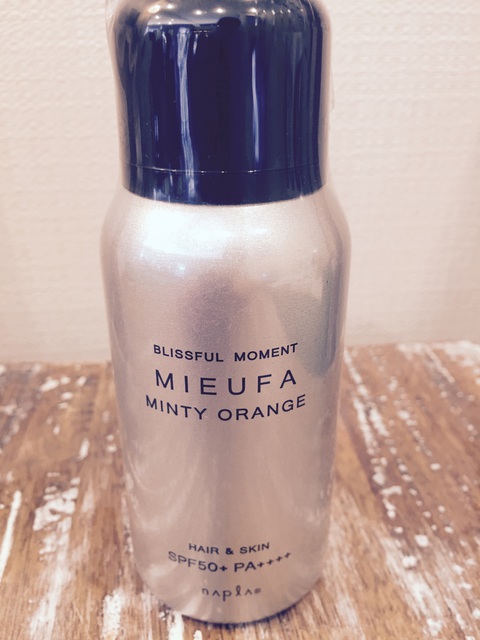 BLISSFUL MOMENT
MIEUFA
MINTY ORANGE
HAIR & SKIN
SPF50+ PA++++
napla®